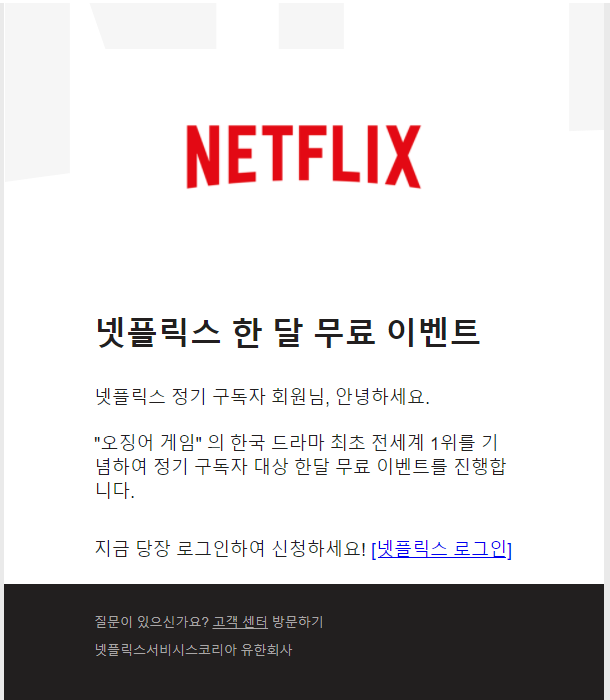 NETFLIX
넷플릭스 한 달 무료 이벤트
넷플릭스 정기 구독자 회원님, 안녕하세요.
"오징어 게임" 의 한국 드라마 최초 전세계 1위를 기
념하여 정기 구독자 대상 한달 무료 이벤트를 진행합
니다.
지금 당장 로그인하여 신청하세요! [넷플릭스 로그인]
질문이 있으신가요? 고객 센터 방문하기
넷플릭스서비시스코리아 유한회사